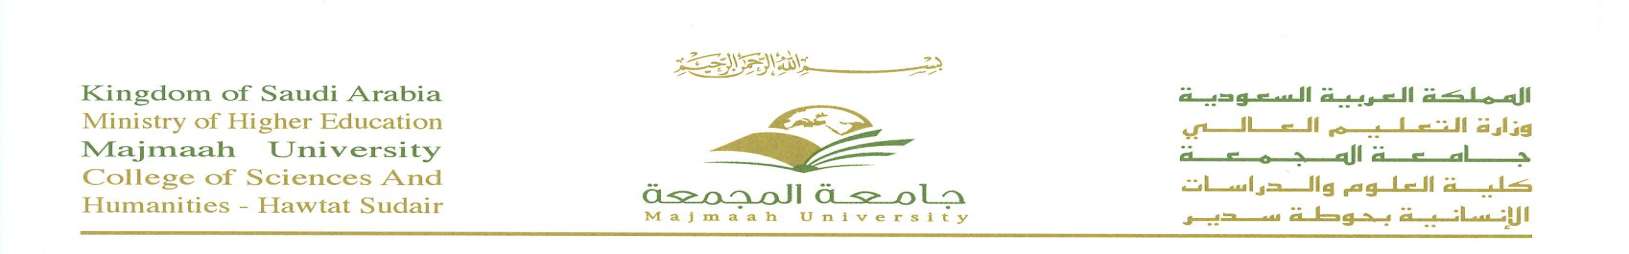 بسم الله الرحمن الرحيم
Kingdom of Saudi Arabia
Ministry of Higher Education
Majmaah University
College of Sciences And
Humanities - Hawtat Sudair
جامعة المجمعة
Majmaah University
المملكة العربية السعودية
وزارة التعليم العالي
جامعة المجمعة
كلية العلوم والدراسات
الإنسانية بحوطة سدير